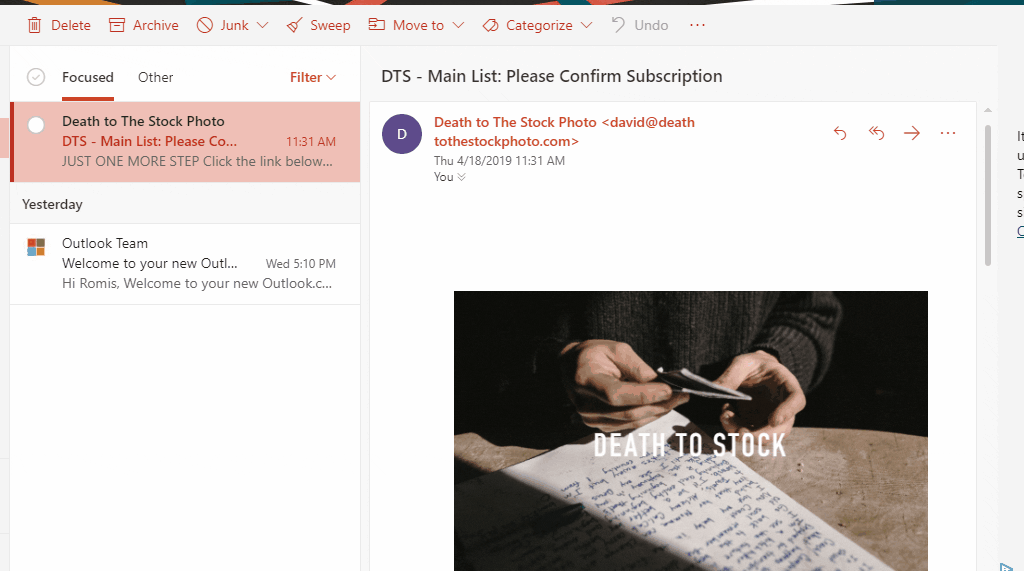 Delete Archive Junk Sweep Move to Categorize Undo ...
Focused Other Filter
Death to The Stock Photo
DTS - Main List: Please Co... 11:31 AM
JUST ONE MORE STEP Click the link below...
Yesterday
Outlook Team
Welcome to your new Outl... Wed 5:10 PM
Hi Romis, Welcome to your new Outlook.c...
DTS - Main List: Please Confirm Subscription
D
Death to The Stock Photo <david@death
tothestockphoto.com>
Thu 4/18/2019 11:31 AM
You
DEATH TO STOCK